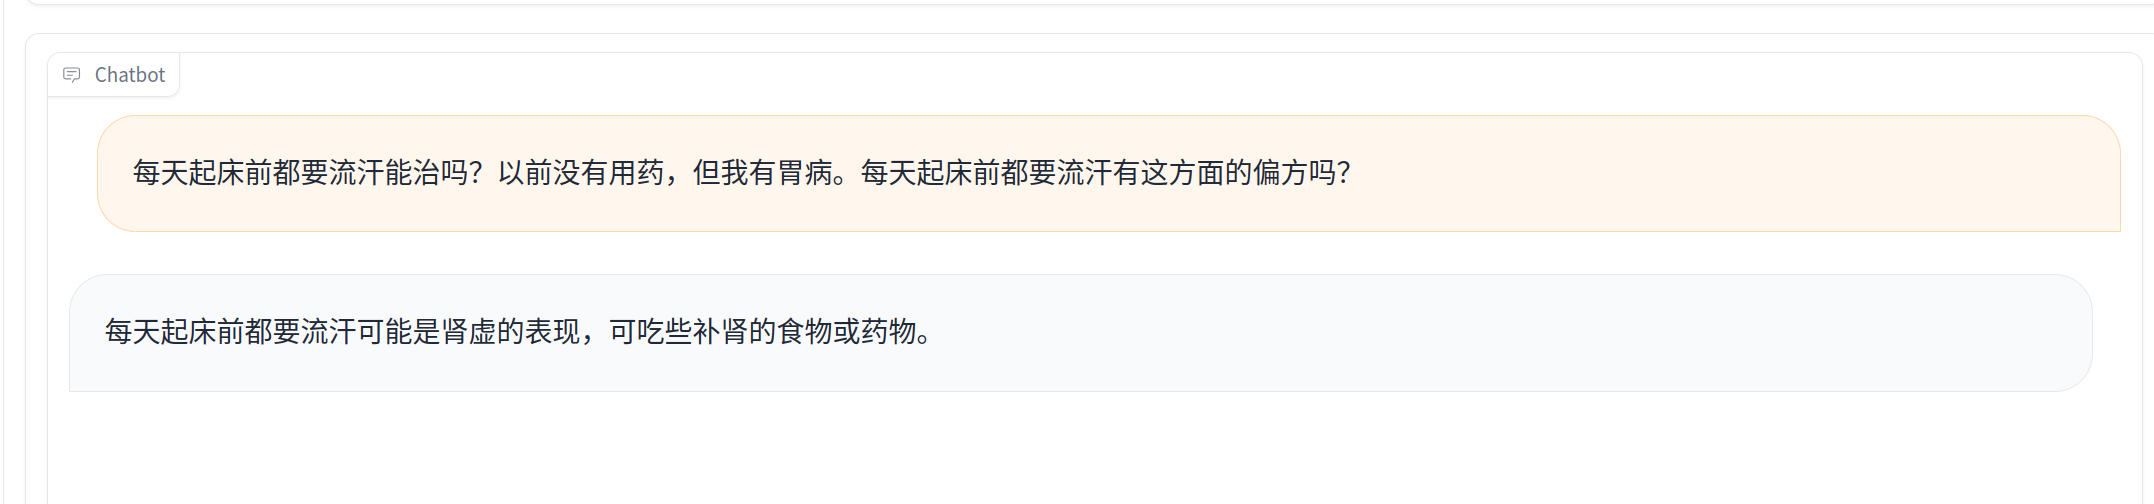 Chatbot
每天起床前都要流汗能治吗？以前没有用药，但我有胃病。每天起床前都要流汗有这方面的偏方吗？
每天起床前都要流汗可能是肾虚的表现，可吃些补肾的食物或药物。